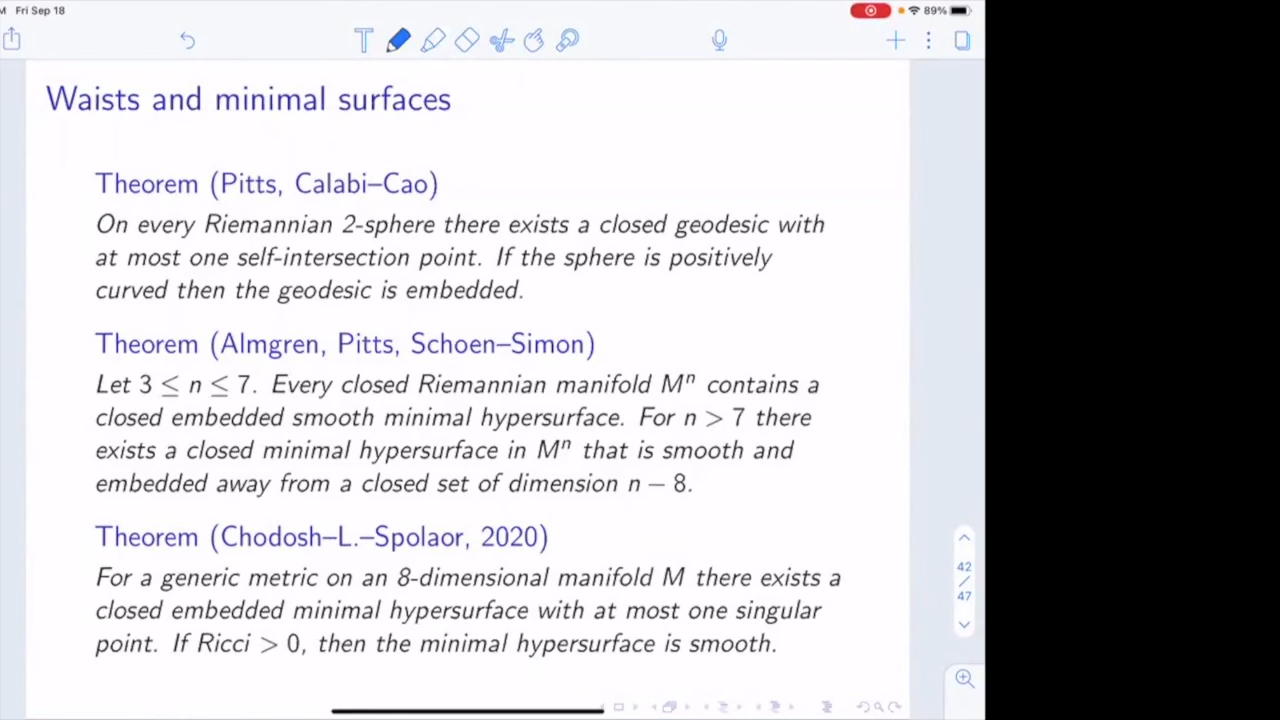 M Fri Sep 18
89%
Waists and minimal surfaces
Theorem (Pitts, Calabi–Cao)
On every Riemannian 2-sphere there exists a closed geodesic with
at most one self-intersection point. If the sphere is positively
curved then the geodesic is embedded.
Theorem (Almgren, Pitts, Schoen–Simon)
Let 3 ≤ n ≤ 7. Every closed Riemannian manifold Mⁿ contains a
closed embedded smooth minimal hypersurface. For n > 7 there
exists a closed minimal hypersurface in Mⁿ that is smooth and
embedded away from a closed set of dimension n − 8.
Theorem (Chodosh–L.–Spolaor, 2020)
For a generic metric on an 8-dimensional manifold M there exists a
closed embedded minimal hypersurface with at most one singular
point. If Ricci > 0, then the minimal hypersurface is smooth.
42
/
47